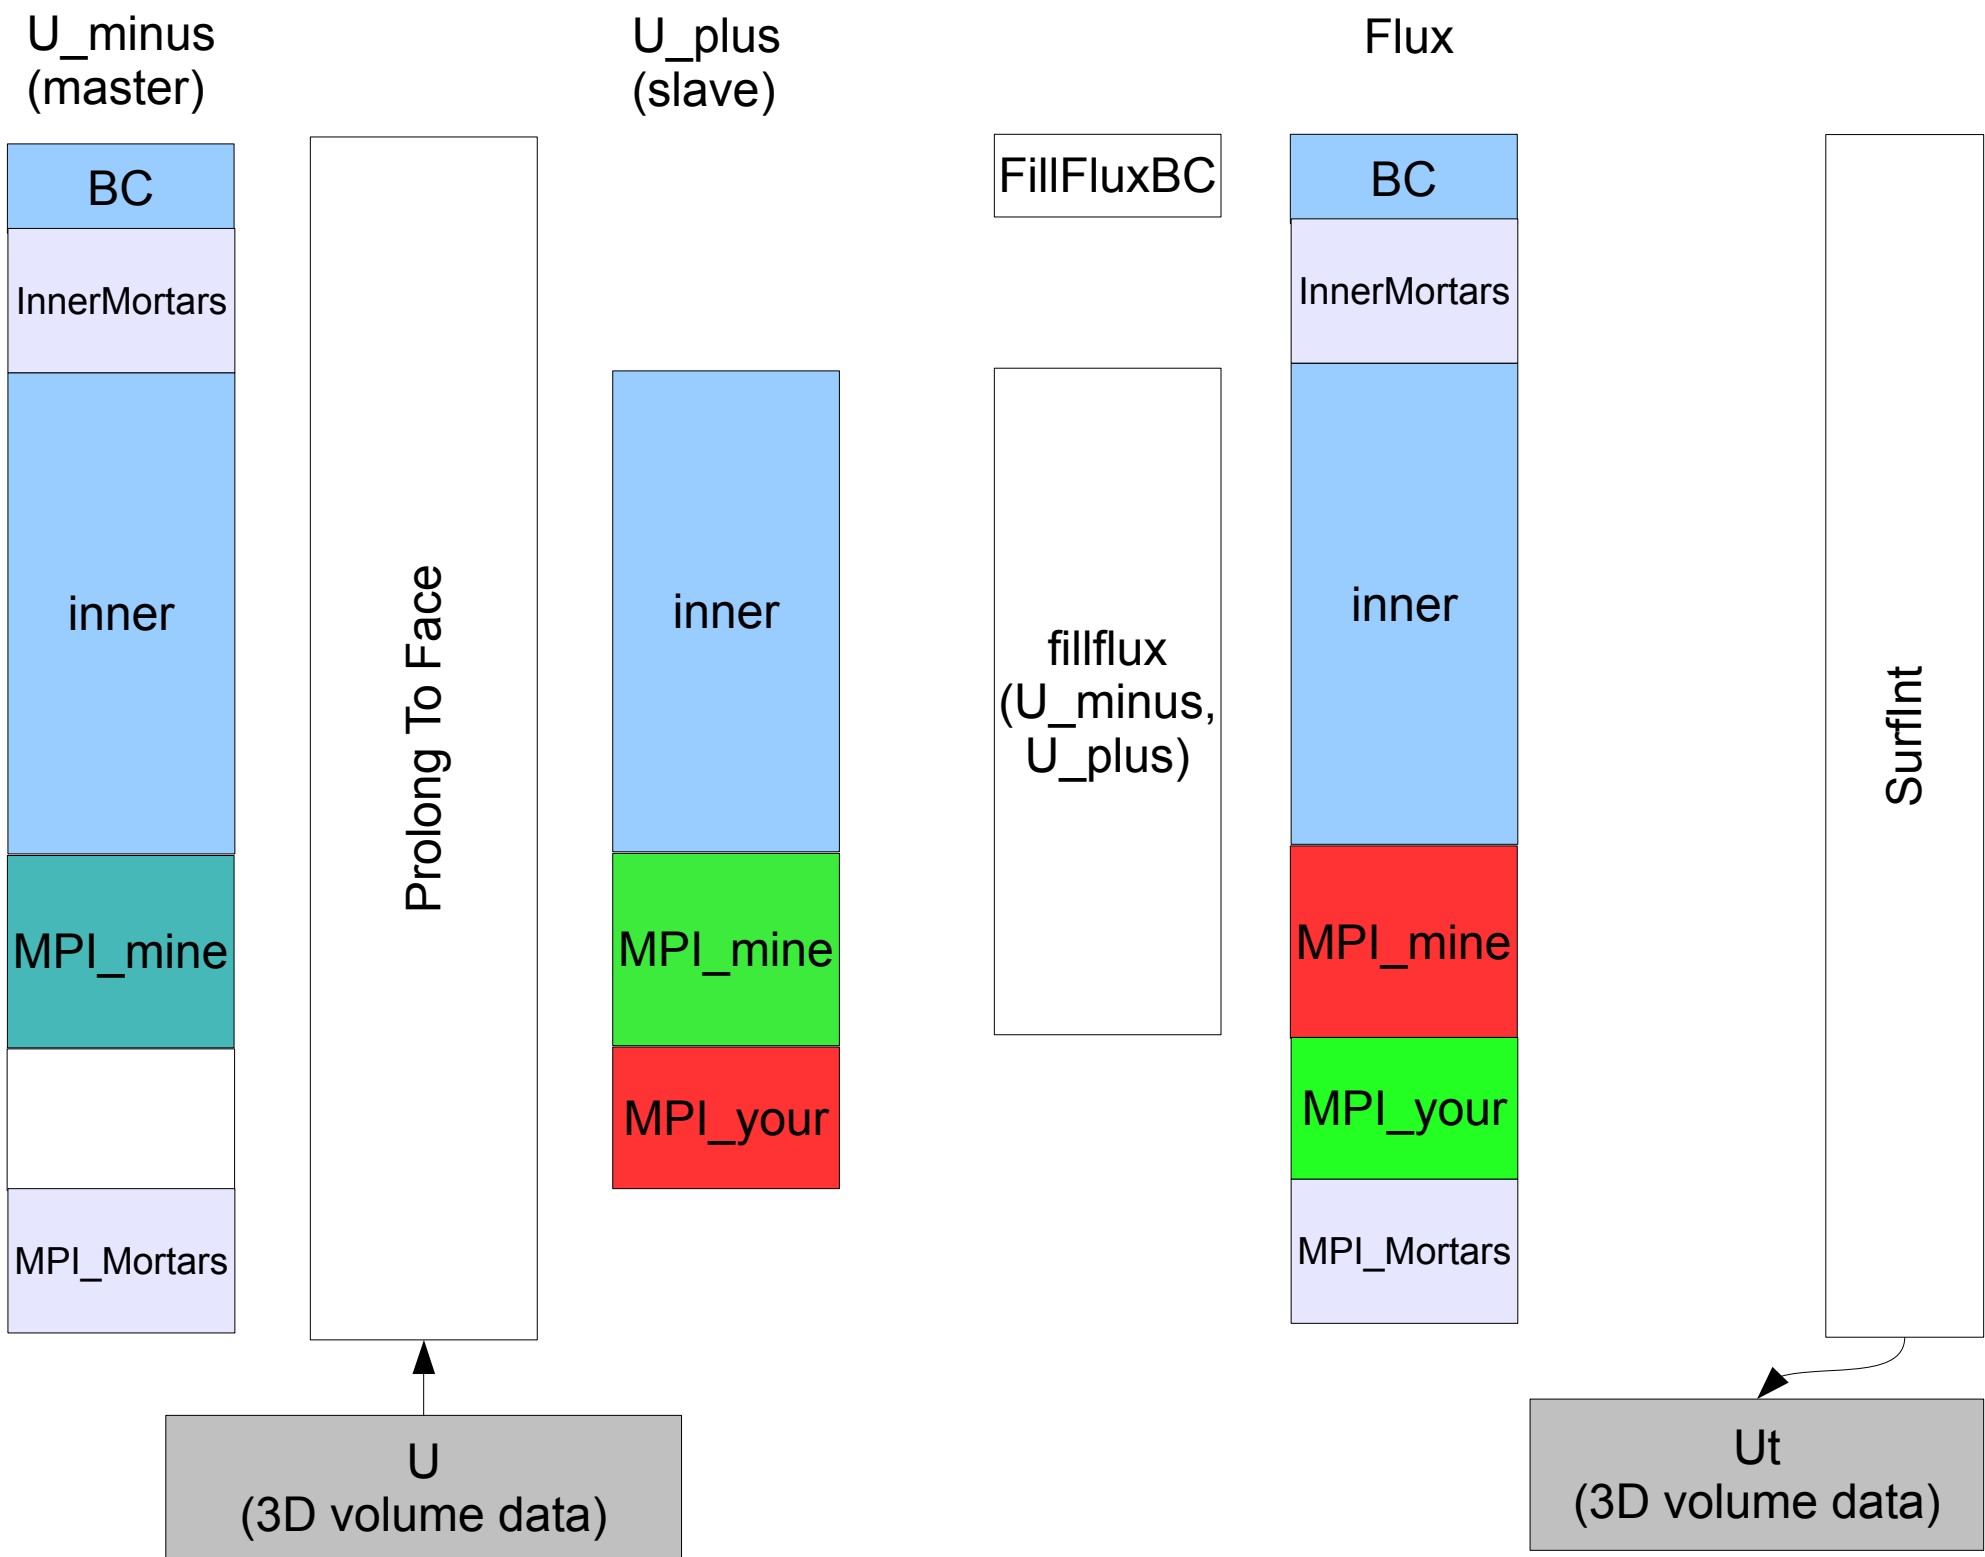 U_minus
(master)
U_plus
(slave)
Flux
BC
InnerMortars
inner
MPI_mine
MPI_Mortars
Prolong To Face
inner
MPI_mine
MPI_your
FillFluxBC
fillflux
(U_minus,
U_plus)
BC
InnerMortars
inner
MPI_mine
MPI_your
MPI_Mortars
SurfInt
U
(3D volume data)
Ut
(3D volume data)